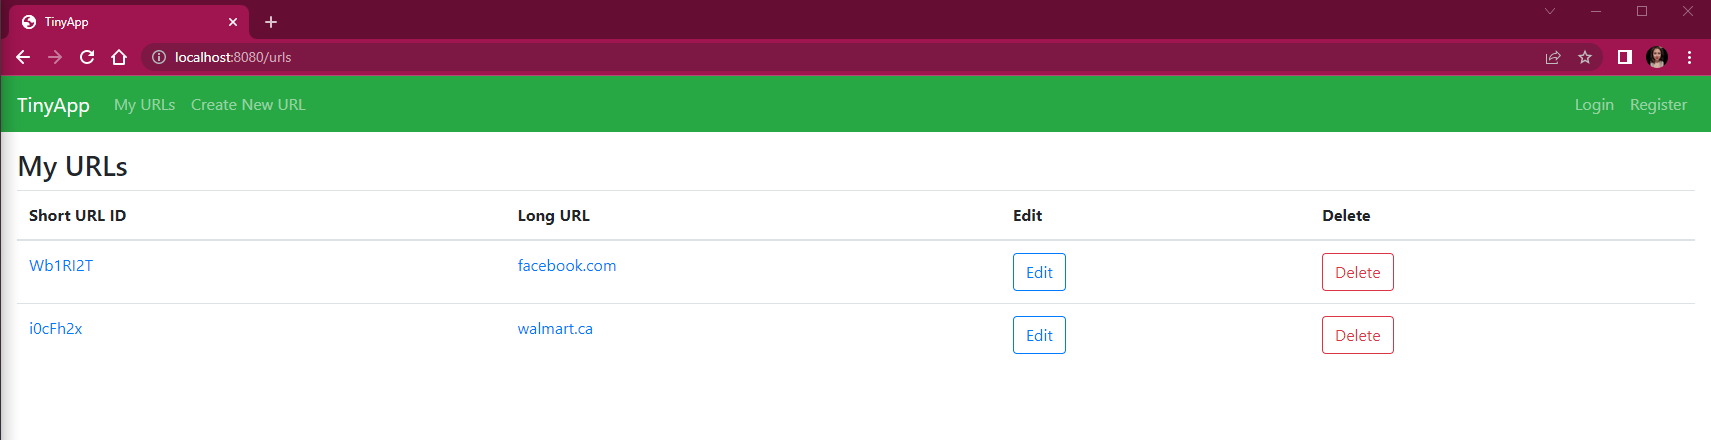 TinyApp
localhost:8080/urls
TinyApp My URLs Create New URL Login Register
My URLs
Short URL ID Long URL Edit Delete
Wb1RI2T facebook.com Edit Delete
i0cFh2x walmart.ca Edit Delete